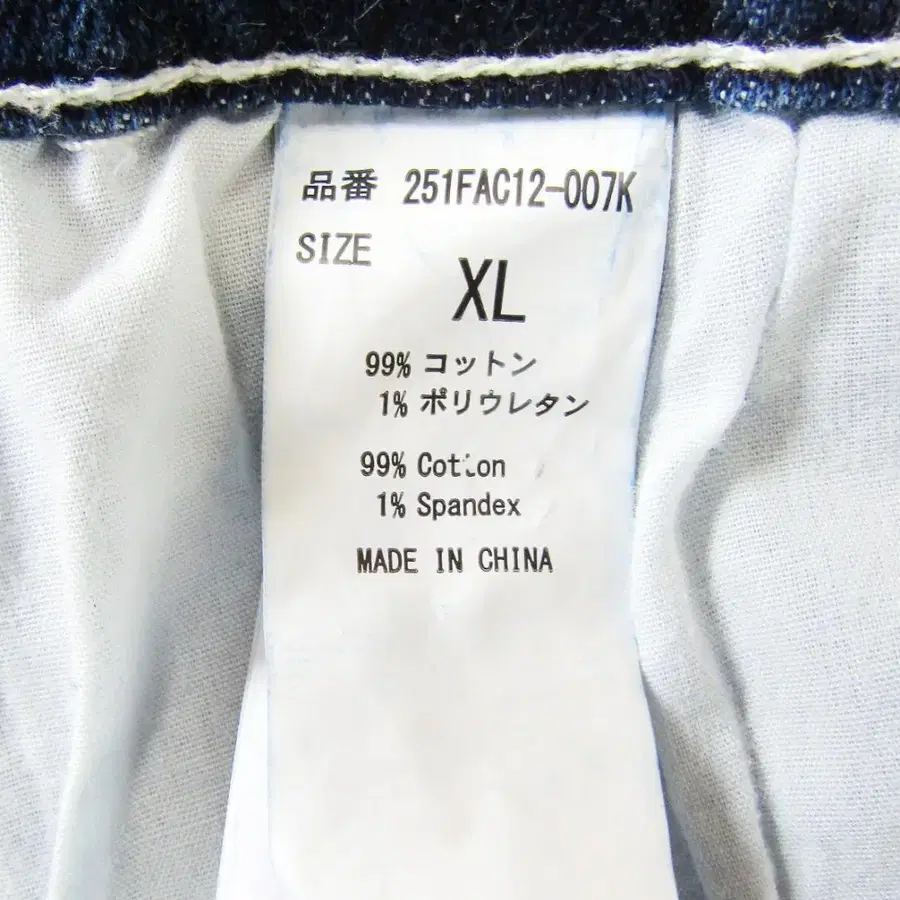 品番 251FAC12-007K
SIZE
XL
99% コットン
1% ポリウレタン
99% Cotton
1% Spandex
MADE IN CHINA